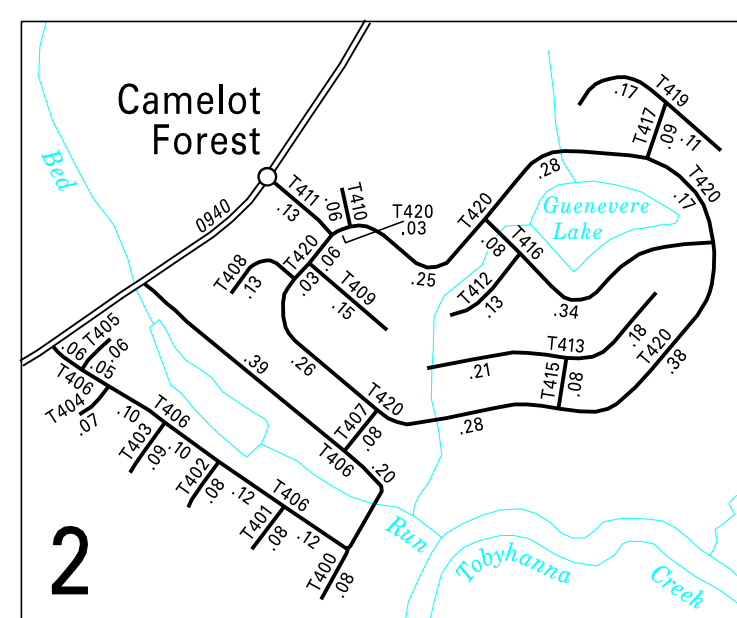 Camelot
Forest
Bed
0940
T411
.13
.06
T410
T420
.03
T420
.06
.03
T408
.13
T409
.15
.25
T420
.28
.17
T419
T417
.09
.11
T420
.17
Guenevere
Lake
.08
T416
T412
.13
.34
T413
.18
.21
T415
.08
T420
.38
.28
T405
.06
.06
.05
T406
T404
.07
.39
.26
T420
T407
.08
T406
.20
.10
T406
T403
.09
.10
T402
.08
.12
T406
T401
.08
.12
T400
.08
Run
Tobyhanna
Creek
2